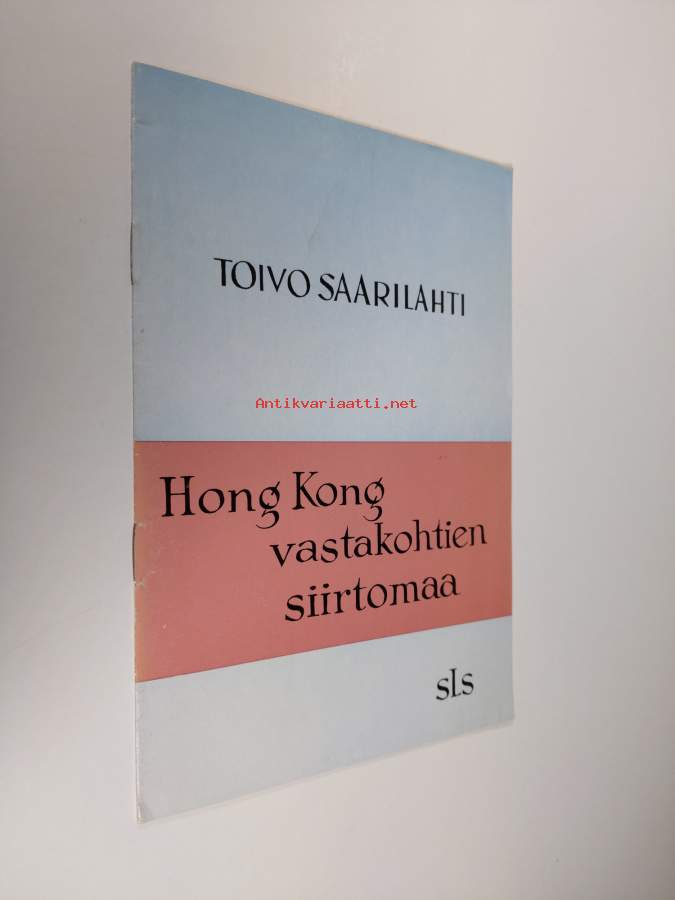 TOIVO SAARILAHTI
Antikvariaatti.net
Hong Kong
vastakohtien
siirtomaa
sLs